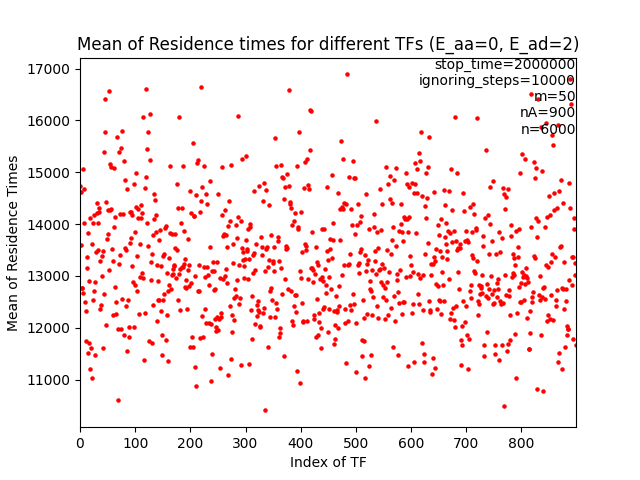 Mean of Residence times for different TFs (E_aa=0, E_ad=2)
stop_time=2000000
ignoring_steps=10000
m=50
nA=900
n=6000
17000
16000
15000
14000
13000
12000
11000
Mean of Residence Times
0 100 200 300 400 500 600 700 800
Index of TF